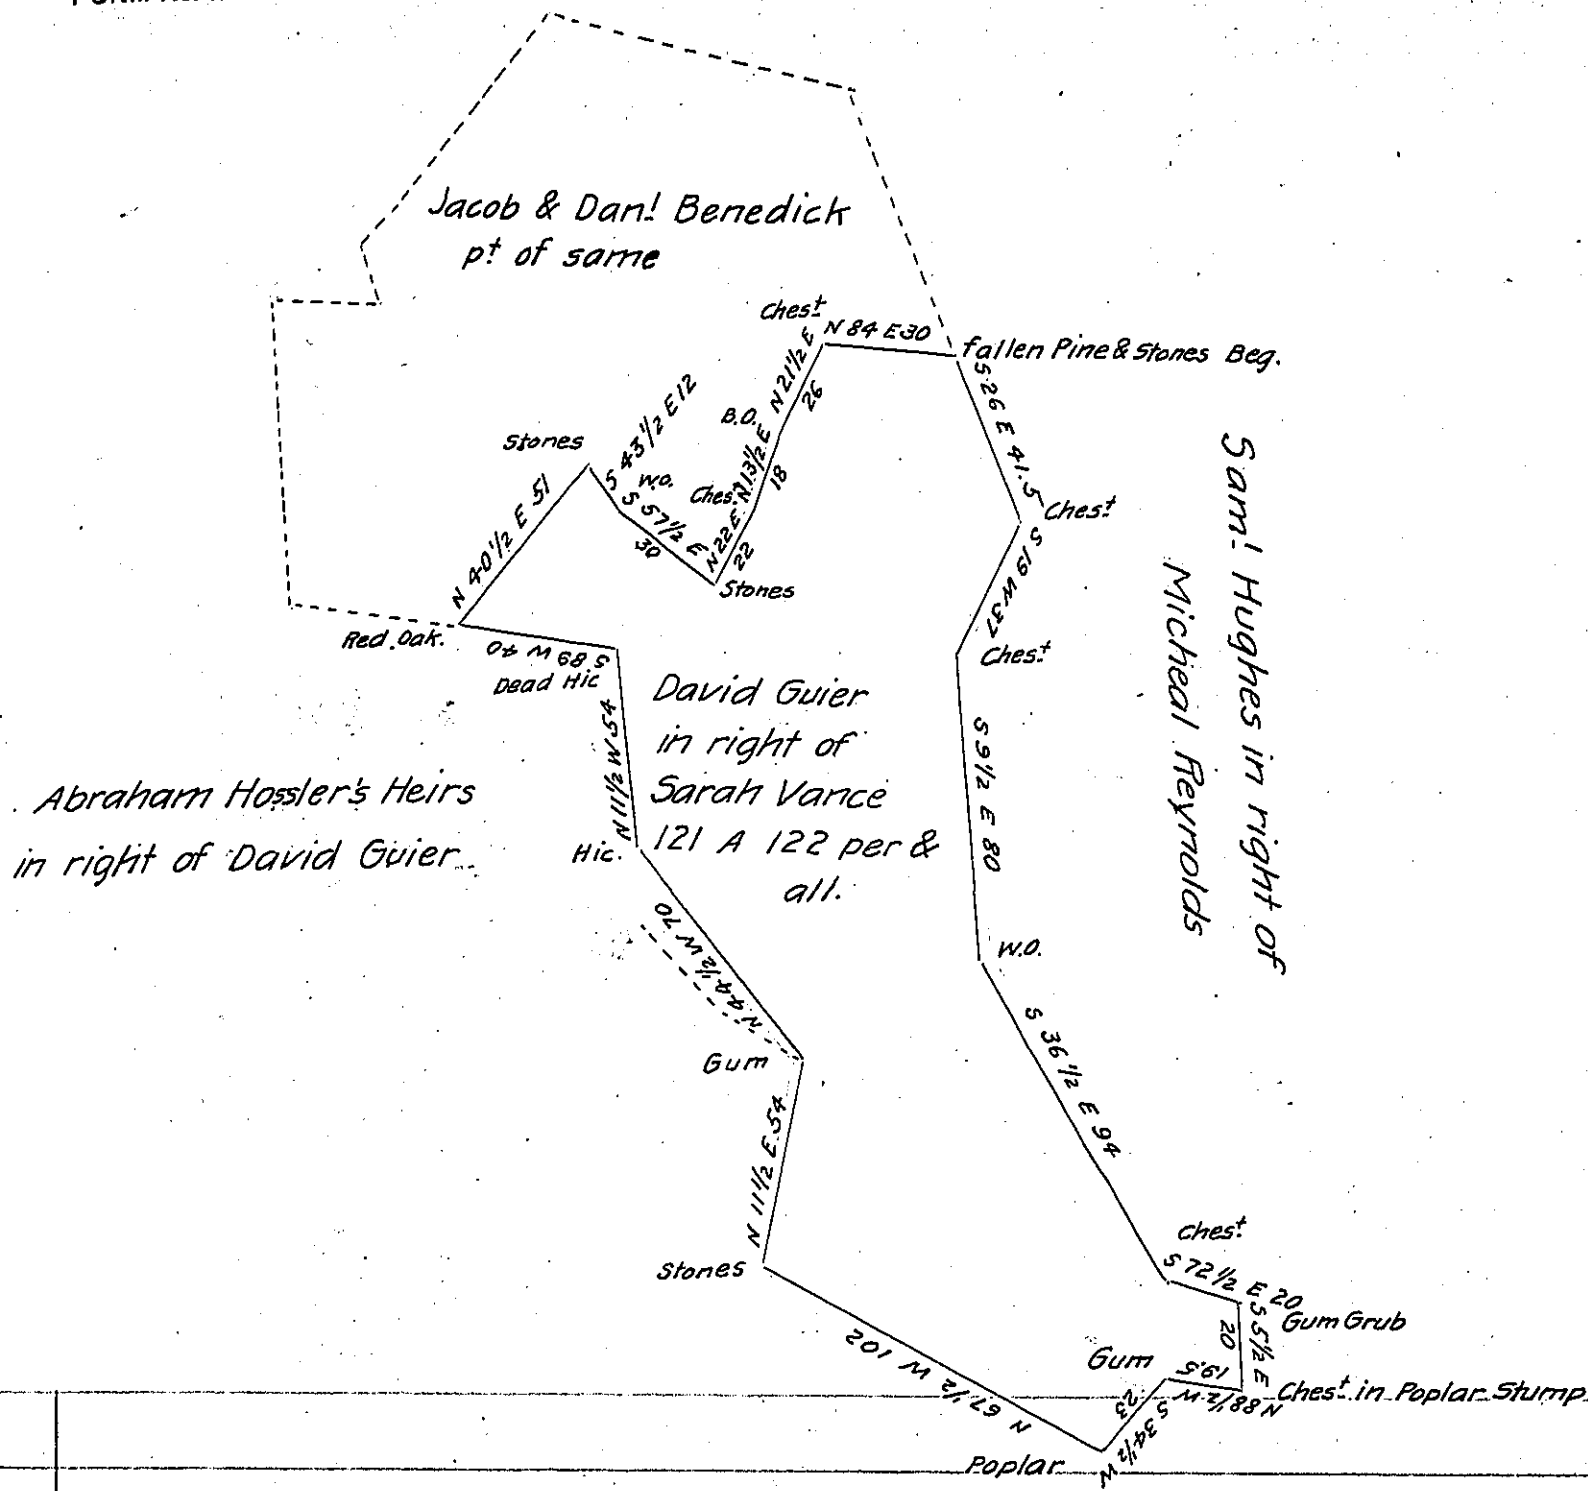 Jacob & Danl Benedick
pt of same
Chest
N 84 E 30
fallen Pine & Stones Beg.
S 26 E 41.5
Chest
S 19 W 37
Chest
S 9 1/2 E 80
W.O.
S 36 1/2 E 94
Chest
S 72 1/2 E 20
Gum Grub
S 5 1/2 E
20
Chest in Poplar Stump
N 88 1/2 W
19.5
Gum
S 34 1/2 W
23
Poplar
N 67 1/2 W 102
Stones
N 11 1/2 E 54
Gum
N 44 1/2 W 70
Hic.
N 11 1/2 W 54
Dead Hic
S 89 W 40
Red Oak.
N 40 1/2 E 51
Stones
S 43 1/2 E 12
W.O.
S 57 1/2 E
30
Stones
N 22 E
22
Chest
N 13 1/2 E
18
B.O.
N 21 1/2 E
26
David Guier
in right of
Sarah Vance
121 A 122 per &
all.
Abraham Hossler's Heirs
in right of David Guier
Saml Hughes in right of
Micheal Reynolds